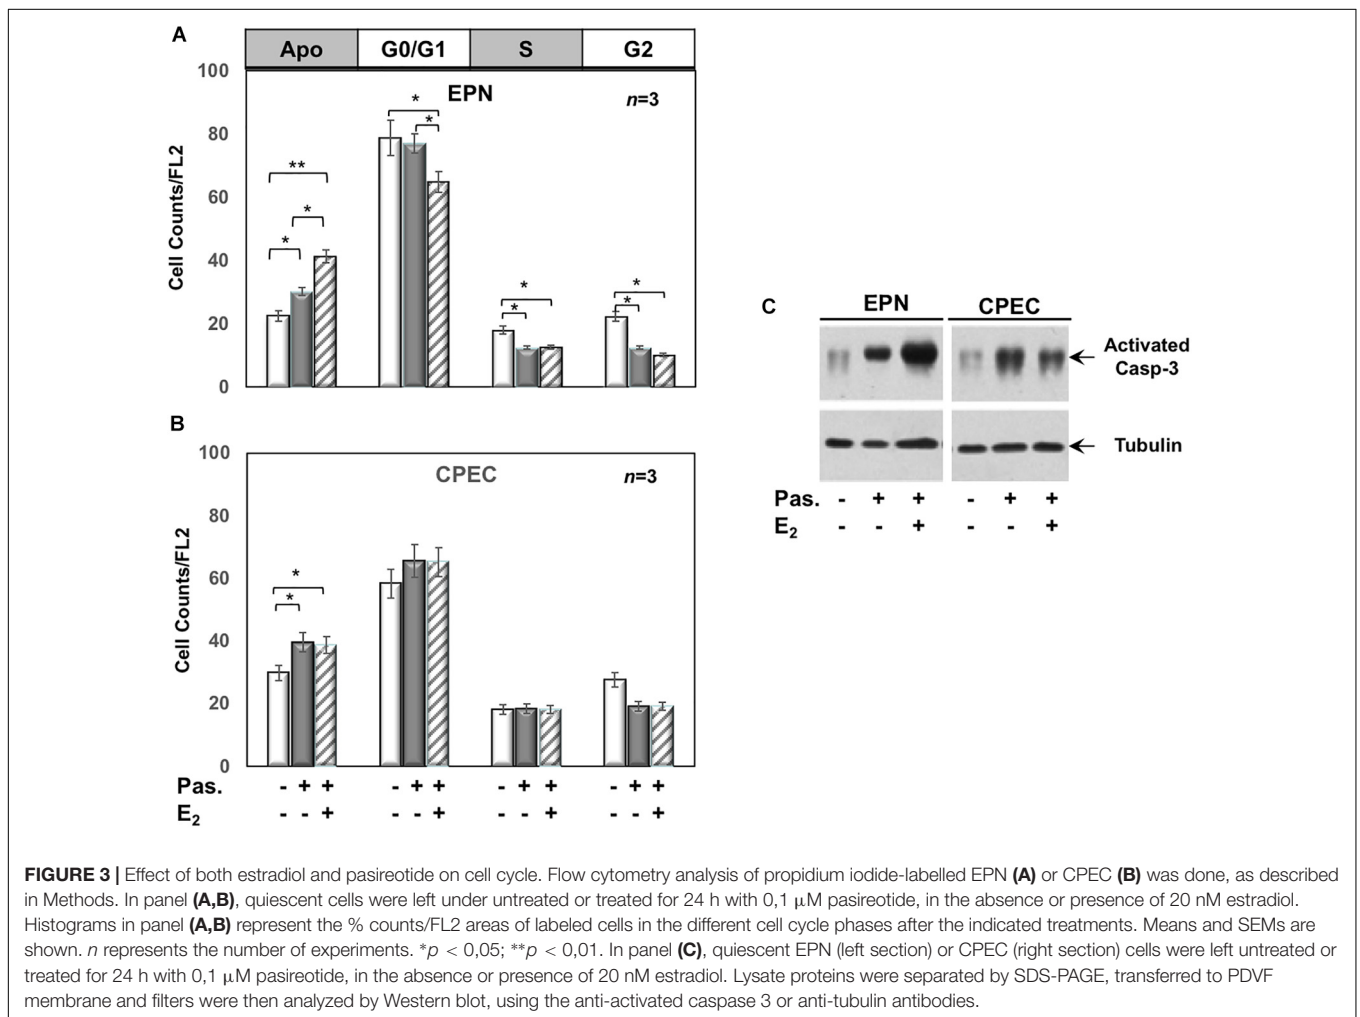 A
Apo G0/G1 S G2
100
80
60
40
20
0
Cell Counts/FL2
EPN
n=3
**
*
*
*
*
*
*
*
*
B
100
80
60
40
20
0
Cell Counts/FL2
CPEC
n=3
*
*
Pas. - + + - + + - + + - + +
E2 - - + - - + - - + - - +
C
EPN CPEC
Activated
Casp-3
Tubulin
Pas. - + + - + +
E2 - - + - - +
FIGURE 3 | Effect of both estradiol and pasireotide on cell cycle. Flow cytometry analysis of propidium iodide-labelled EPN (A) or CPEC (B) was done, as described
in Methods. In panel (A,B), quiescent cells were left under untreated or treated for 24 h with 0,1 μM pasireotide, in the absence or presence of 20 nM estradiol.
Histograms in panel (A,B) represent the % counts/FL2 areas of labeled cells in the different cell cycle phases after the indicated treatments. Means and SEMs are
shown. n represents the number of experiments. *p < 0,05; **p < 0,01. In panel (C), quiescent EPN (left section) or CPEC (right section) cells were left untreated or
treated for 24 h with 0,1 μM pasireotide, in the absence or presence of 20 nM estradiol. Lysate proteins were separated by SDS-PAGE, transferred to PDVF
membrane and filters were then analyzed by Western blot, using the anti-activated caspase 3 or anti-tubulin antibodies.